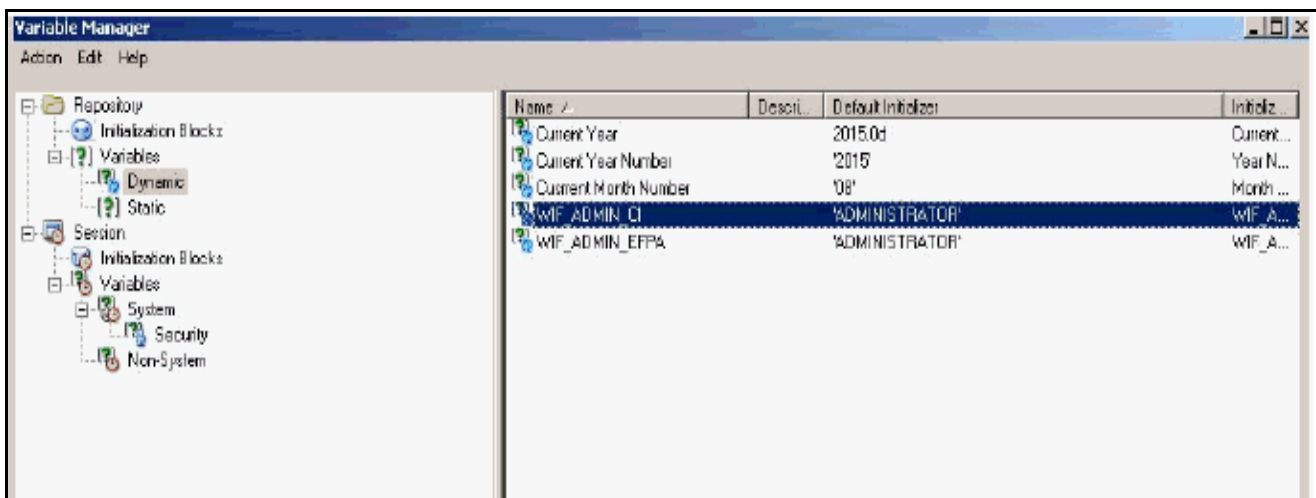 Variable Manager
Action Edit Help
Repository
Initialization Blocks
Variables
Dynamic
Static
Session
Initialization Blocks
Variables
System
Security
Non-System
Name Descri... Default Initializer Initializ...
Current Year 2015.0d Current...
Current Year Number '2015' Year N...
Currrent Month Number '08' Month ...
WIF_ADMIN_CI 'ADMINISTRATOR' WIF_A...
WIF_ADMIN_EFPA 'ADMINISTRATOR' WIF_A...